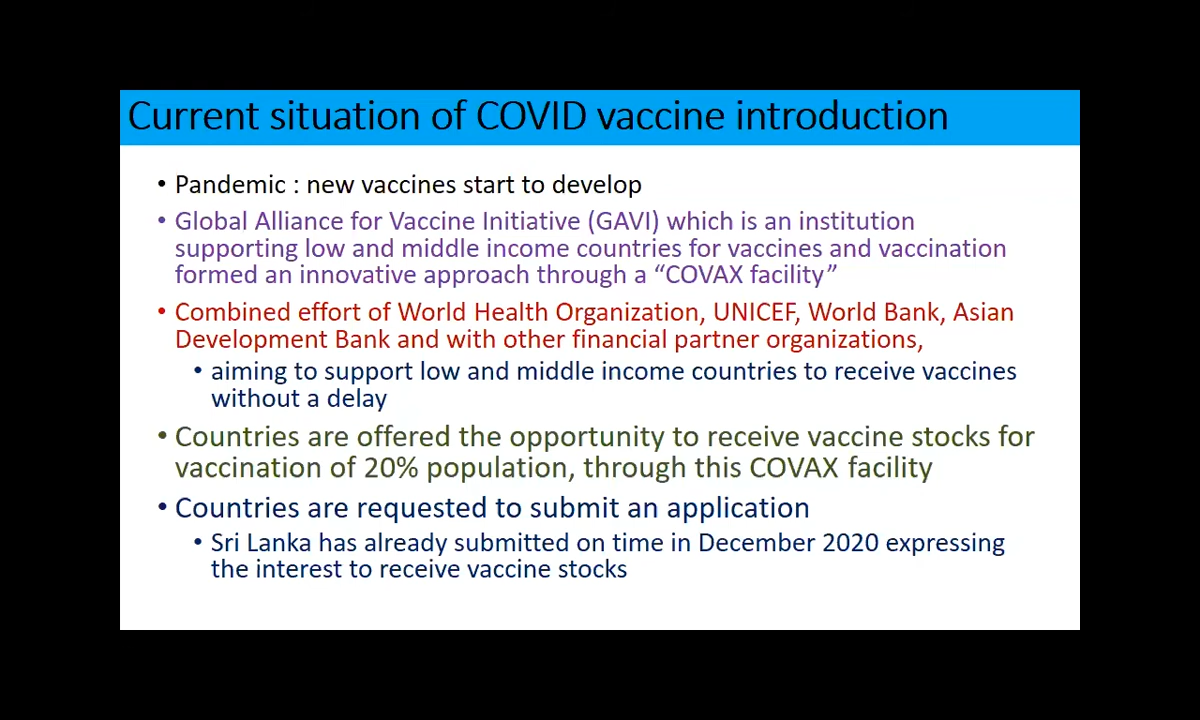 Current situation of COVID vaccine introduction
• Pandemic : new vaccines start to develop
• Global Alliance for Vaccine Initiative (GAVI) which is an institution
supporting low and middle income countries for vaccines and vaccination
formed an innovative approach through a “COVAX facility”
• Combined effort of World Health Organization, UNICEF, World Bank, Asian
Development Bank and with other financial partner organizations,
• aiming to support low and middle income countries to receive vaccines
without a delay
• Countries are offered the opportunity to receive vaccine stocks for
vaccination of 20% population, through this COVAX facility
• Countries are requested to submit an application
• Sri Lanka has already submitted on time in December 2020 expressing
the interest to receive vaccine stocks